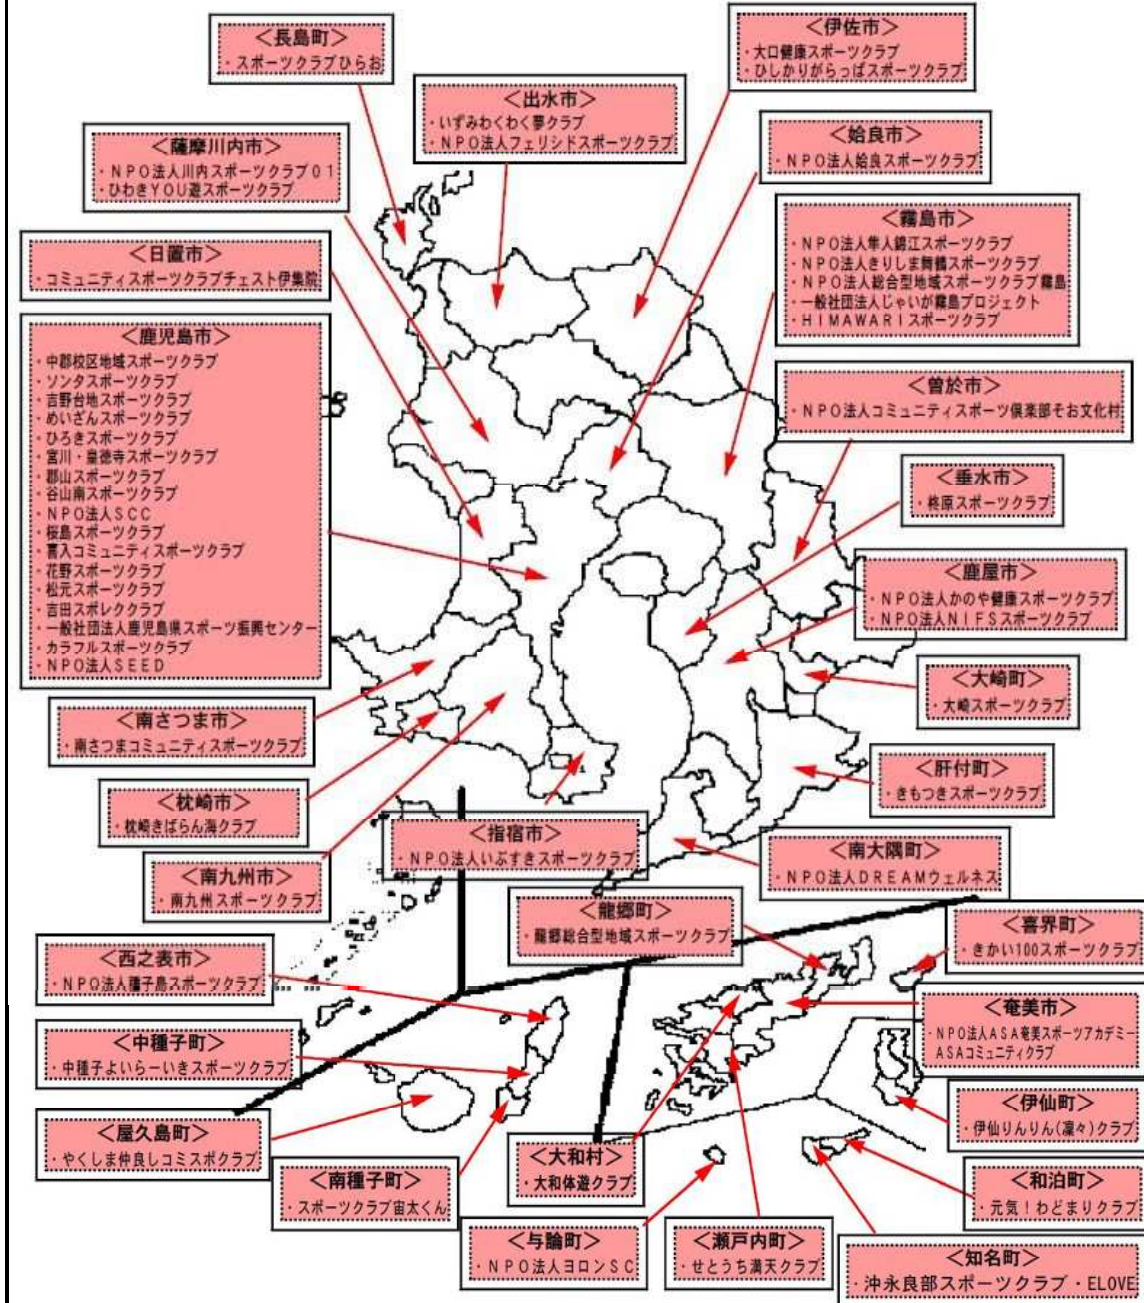 ＜長島町＞
・スポーツクラブひらお
＜伊佐市＞
・大口健康スポーツクラブ
・ひしかりがらっぱスポーツクラブ
＜出水市＞
・いずみわくわく夢クラブ
・ＮＰＯ法人フェリシドスポーツクラブ
＜薩摩川内市＞
・ＮＰＯ法人川内スポーツクラブ０１
・ひわきＹＯＵ遊スポーツクラブ
＜姶良市＞
・ＮＰＯ法人姶良スポーツクラブ
＜霧島市＞
・ＮＰＯ法人隼人錦江スポーツクラブ
・ＮＰＯ法人きりしま舞鶴スポーツクラブ
・ＮＰＯ法人総合型地域スポーツクラブ霧島
・一般社団法人じゃいが霧島プロジェクト
・ＨＩＭＡＷＡＲＩスポーツクラブ
＜日置市＞
・コミュニティスポーツクラブチェスト伊集院
＜鹿児島市＞
・中郡校区地域スポーツクラブ
・ソンタスポーツクラブ
・吉野台地スポーツクラブ
・めいざんスポーツクラブ
・ひろきスポーツクラブ
・宮川・皇徳寺スポーツクラブ
・郡山スポーツクラブ
・谷山南スポーツクラブ
・ＮＰＯ法人ＳＣＣ
・桜島スポーツクラブ
・喜入コミュニティスポーツクラブ
・花野スポーツクラブ
・松元スポーツクラブ
・吉田スポレククラブ
・一般社団法人鹿児島県スポーツ振興センター
・カラフルスポーツクラブ
・ＮＰＯ法人ＳＥＥＤ
＜曽於市＞
・ＮＰＯ法人コミュニティスポーツ倶楽部そお文化村
＜垂水市＞
・柊原スポーツクラブ
＜鹿屋市＞
・ＮＰＯ法人かのや健康スポーツクラブ
・ＮＰＯ法人ＮＩＦＳスポーツクラブ
＜大崎町＞
・大崎スポーツクラブ
＜南さつま市＞
・南さつまコミュニティスポーツクラブ
＜肝付町＞
・きもつきスポーツクラブ
＜枕崎市＞
・枕崎きばらん海クラブ
＜指宿市＞
・ＮＰＯ法人いぶすきスポーツクラブ
＜南大隅町＞
・ＮＰＯ法人ＤＲＥＡＭウェルネス
＜南九州市＞
・南九州スポーツクラブ
＜龍郷町＞
・龍郷総合型地域スポーツクラブ
＜喜界町＞
・きかい100スポーツクラブ
＜西之表市＞
・ＮＰＯ法人種子島スポーツクラブ
＜奄美市＞
・ＮＰＯ法人ＡＳＡ奄美スポーツアカデミー
ＡＳＡコミュニティクラブ
＜中種子町＞
・中種子よいらーいきスポーツクラブ
＜伊仙町＞
・伊仙りんりん(凜々)クラブ
＜屋久島町＞
・やくしま仲良しコミスポクラブ
＜大和村＞
・大和体遊クラブ
＜南種子町＞
・スポーツクラブ宙太くん
＜和泊町＞
・元気！わどまりクラブ
＜与論町＞
・ＮＰＯ法人ヨロンＳＣ
＜瀬戸内町＞
・せとうち満天クラブ
＜知名町＞
・沖永良部スポーツクラブ・ELOVE